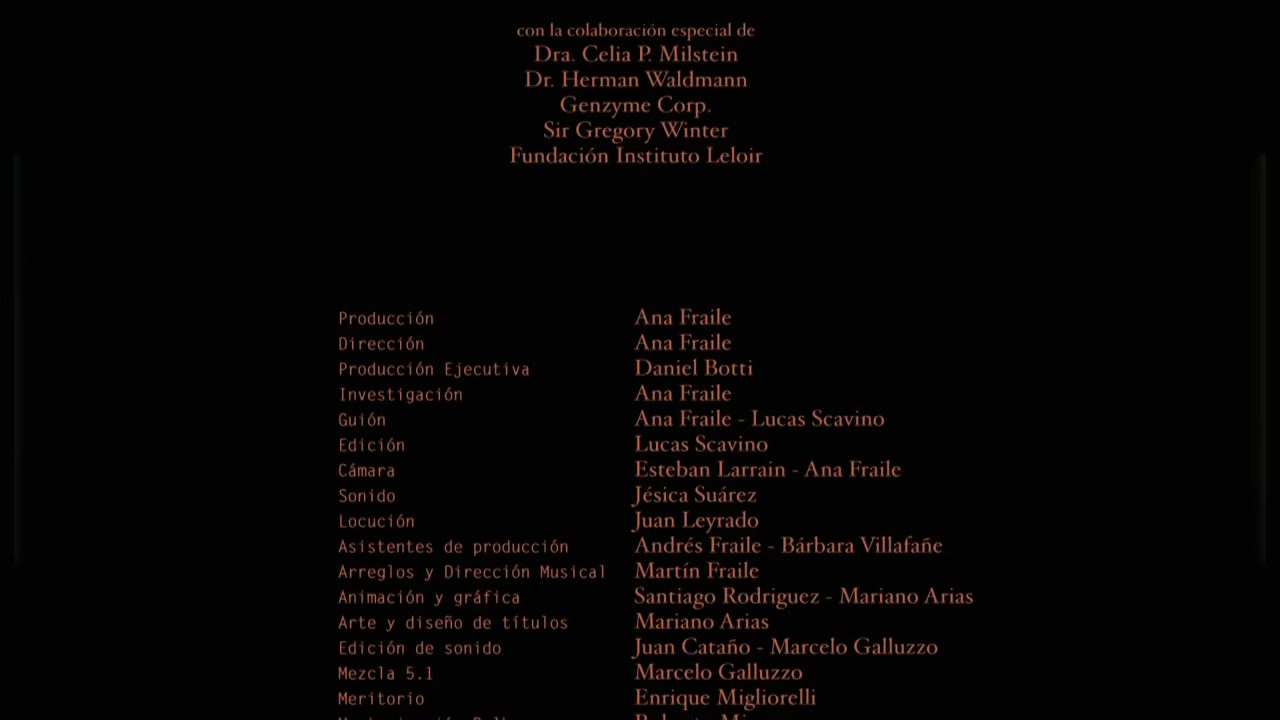 con la colaboración especial de
Dra. Celia P. Milstein
Dr. Herman Waldmann
Genzyme Corp.
Sir Gregory Winter
Fundación Instituto Leloir
Producción Ana Fraile
Dirección Ana Fraile
Producción Ejecutiva Daniel Botti
Investigación Ana Fraile
Guión Ana Fraile - Lucas Scavino
Edición Lucas Scavino
Cámara Esteban Larrain - Ana Fraile
Sonido Jésica Suárez
Locución Juan Leyrado
Asistentes de producción Andrés Fraile - Bárbara Villafañe
Arreglos y Dirección Musical Martín Fraile
Animación y gráfica Santiago Rodriguez - Mariano Arias
Arte y diseño de títulos Mariano Arias
Edición de sonido Juan Cataño - Marcelo Galluzzo
Mezcla 5.1 Marcelo Galluzzo
Meritorio Enrique Migliorelli